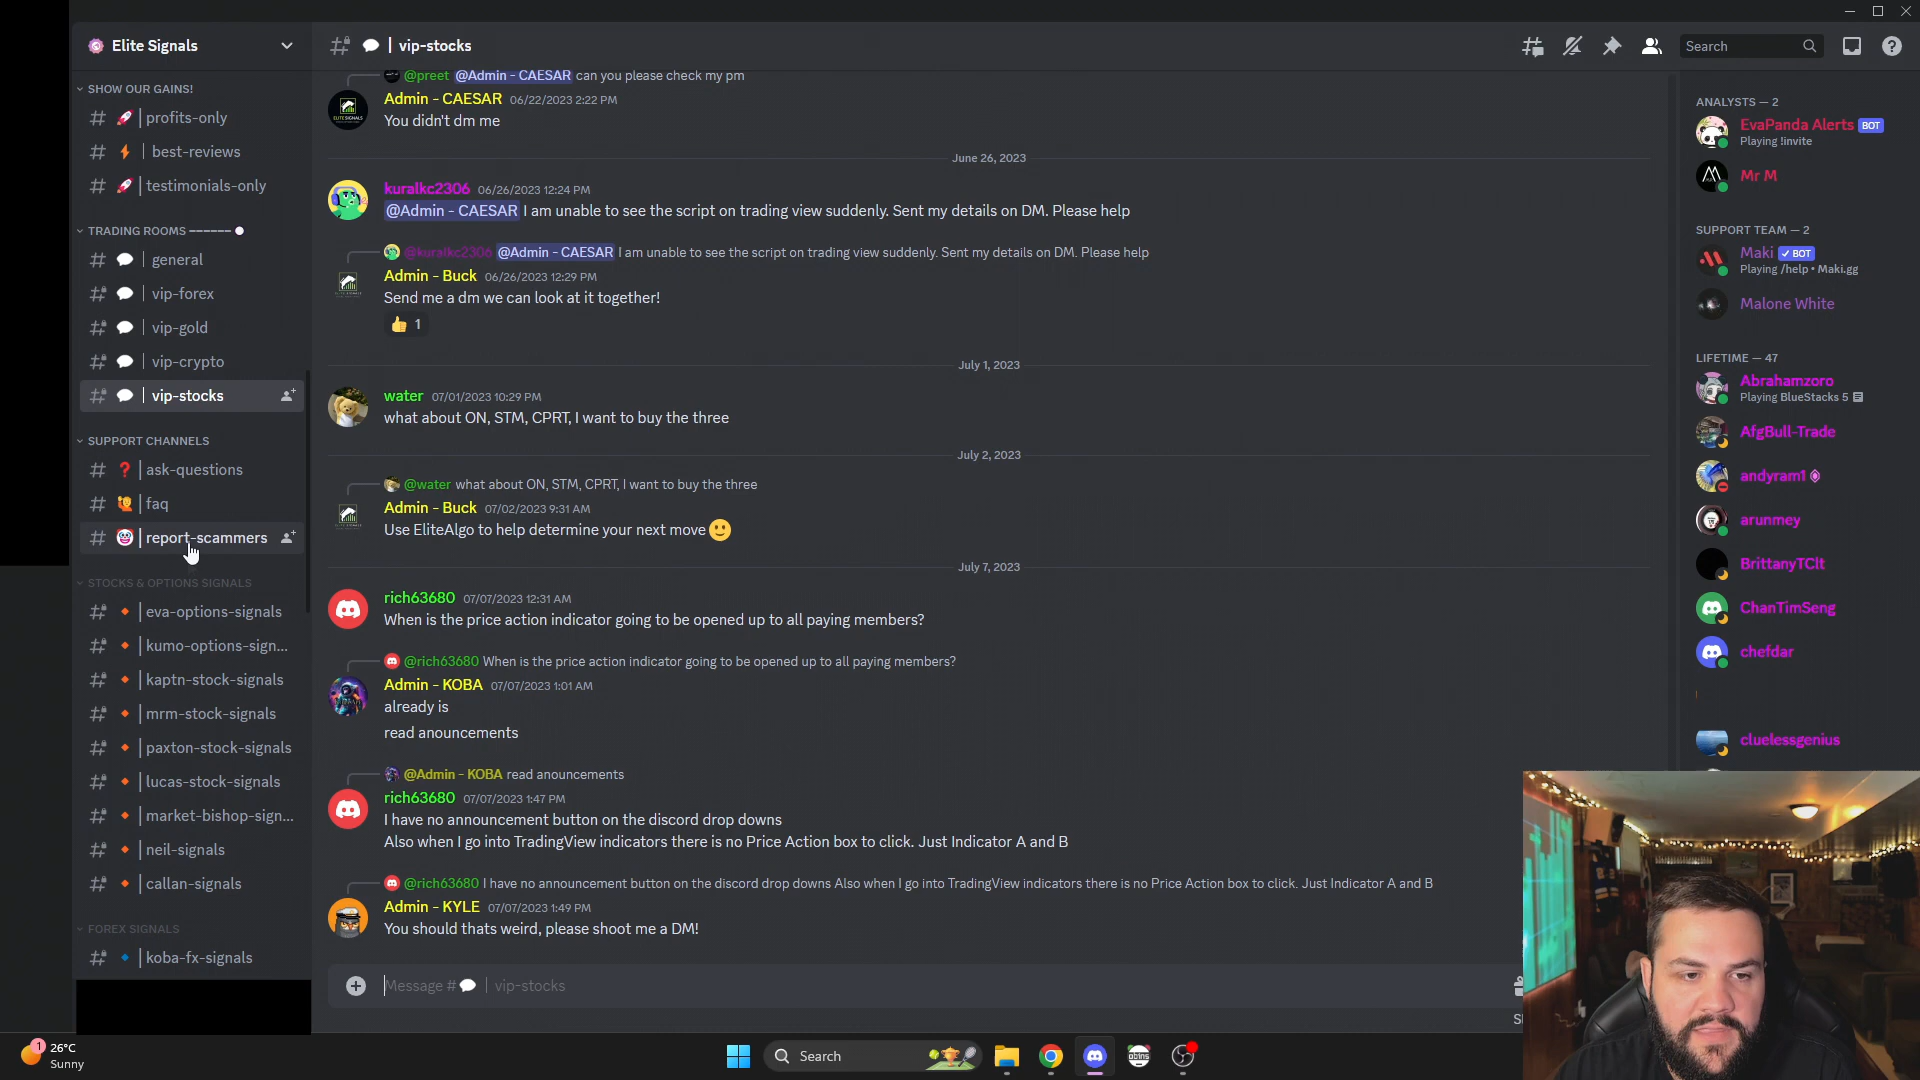 Elite Signals
SHOW OUR GAINS!
profits-only
best-reviews
testimonials-only
TRADING ROOMS ------
general
vip-forex
vip-gold
vip-crypto
vip-stocks
SUPPORT CHANNELS
ask-questions
faq
report-scammers
STOCKS & OPTIONS SIGNALS
eva-options-signals
kumo-options-sign...
kaptn-stock-signals
mrm-stock-signals
paxton-stock-signals
lucas-stock-signals
market-bishop-sign...
neil-signals
callan-signals
FOREX SIGNALS
koba-fx-signals
vip-stocks
Search
@preet @Admin - CAESAR can you please check my pm
Admin - CAESAR 06/22/2023 2:22 PM
You didn't dm me
June 26, 2023
kuralkc2306 06/26/2023 12:24 PM
@Admin - CAESAR I am unable to see the script on trading view suddenly. Sent my details on DM. Please help
@kuralkc2306 @Admin - CAESAR I am unable to see the script on trading view suddenly. Sent my details on DM. Please help
Admin - Buck 06/26/2023 12:29 PM
Send me a dm we can look at it together!
👍 1
July 1, 2023
water 07/01/2023 10:29 PM
what about ON, STM, CPRT, I want to buy the three
July 2, 2023
@water what about ON, STM, CPRT, I want to buy the three
Admin - Buck 07/02/2023 9:31 AM
Use EliteAlgo to help determine your next move 🙂
July 7, 2023
rich63680 07/07/2023 12:31 AM
When is the price action indicator going to be opened up to all paying members?
@rich63680 When is the price action indicator going to be opened up to all paying members?
Admin - KOBA 07/07/2023 1:01 AM
already is
read anouncements
@Admin - KOBA read anouncements
rich63680 07/07/2023 1:47 PM
I have no announcement button on the discord drop downs
Also when I go into TradingView indicators there is no Price Action box to click. Just Indicator A and B
@rich63680 I have no announcement button on the discord drop downs Also when I go into TradingView indicators there is no Price Action box to click. Just Indicator A and B
Admin - KYLE 07/07/2023 1:49 PM
You should thats weird, please shoot me a DM!
Message # 💬 | vip-stocks
ANALYSTS — 2
EvaPanda Alerts BOT
Playing !invite
Mr M
SUPPORT TEAM — 2
Maki ✓ BOT
Playing /help • Maki.gg
Malone White
LIFETIME — 47
Abrahamzoro
Playing BlueStacks 5
AfgBull-Trade
andyram1
arunmey
BrittanyTClt
ChanTimSeng
chefdar
cluelessgenius
1
26°C
Sunny
Search